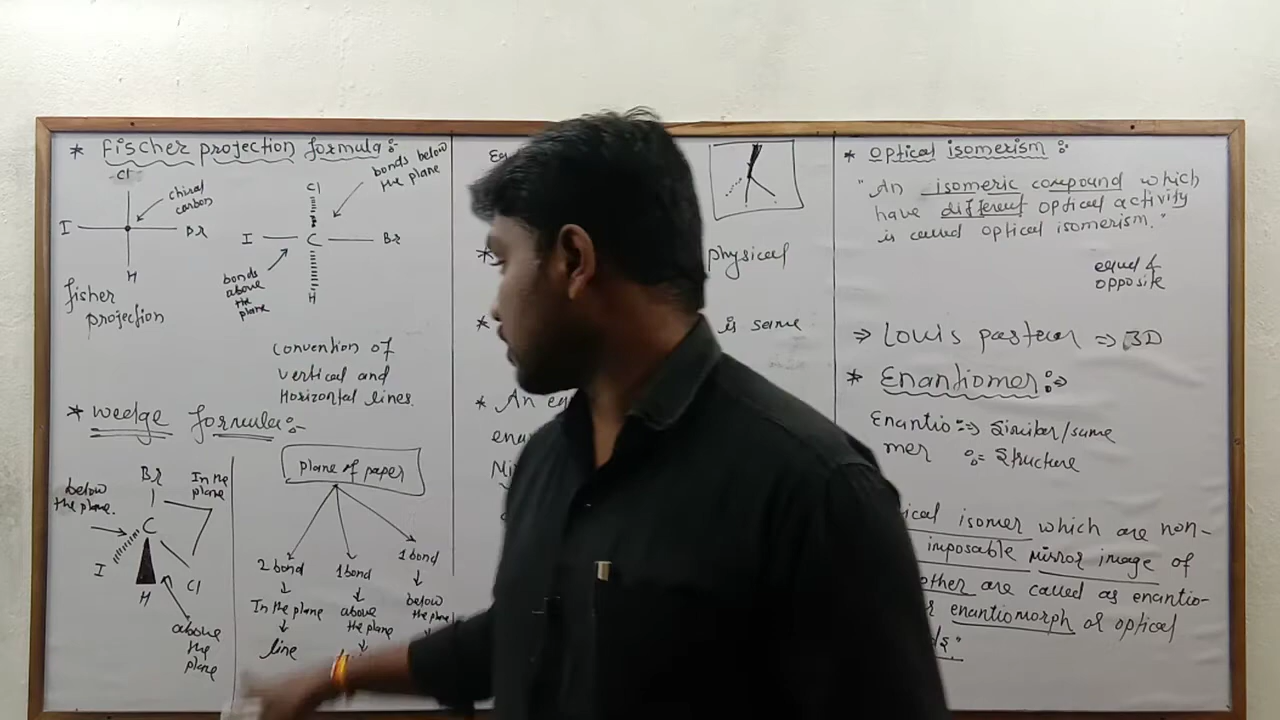 * Fischer projection formula:-
Cl
chiral
carbon
I
Br
H
fisher
projection
bonds below
the plane
Cl
I
C
Br
H
bonds
above
the
plane
Convention of
vertical and
Horizontal lines.
* Wedge formula:-
Br
In the
plane
below
the plane.
C
I
Cl
H
above
the
plane
plane of paper
2 bond
1 bond
1 bond
In the plane
above
the plane
below
the plane
line
*
physical
*
is same
* An
* Optical isomerism :-
"An isomeric compound which
have different optical activity
is called optical isomerism."
equal &
opposite
⇒ Louis pasteur ⇒ 3D
* Enantiomer:⇒
Enantio :⇒ similer/same
mer := structure
isomer which are non-
imposable mirror image of
other are called as enantio-
enantiomorph or optical